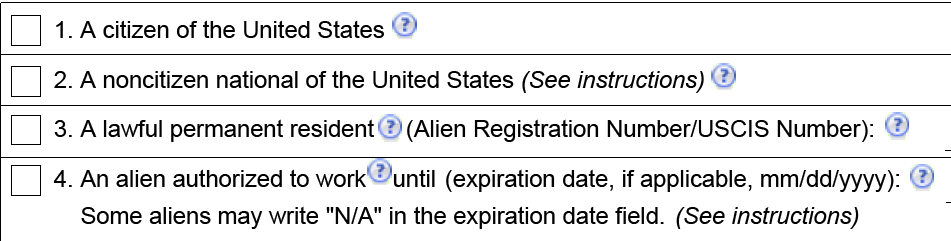 1. A citizen of the United States ?
2. A noncitizen national of the United States (See instructions) ?
3. A lawful permanent resident ? (Alien Registration Number/USCIS Number): ?
4. An alien authorized to work ? until (expiration date, if applicable, mm/dd/yyyy): ?
Some aliens may write "N/A" in the expiration date field. (See instructions)